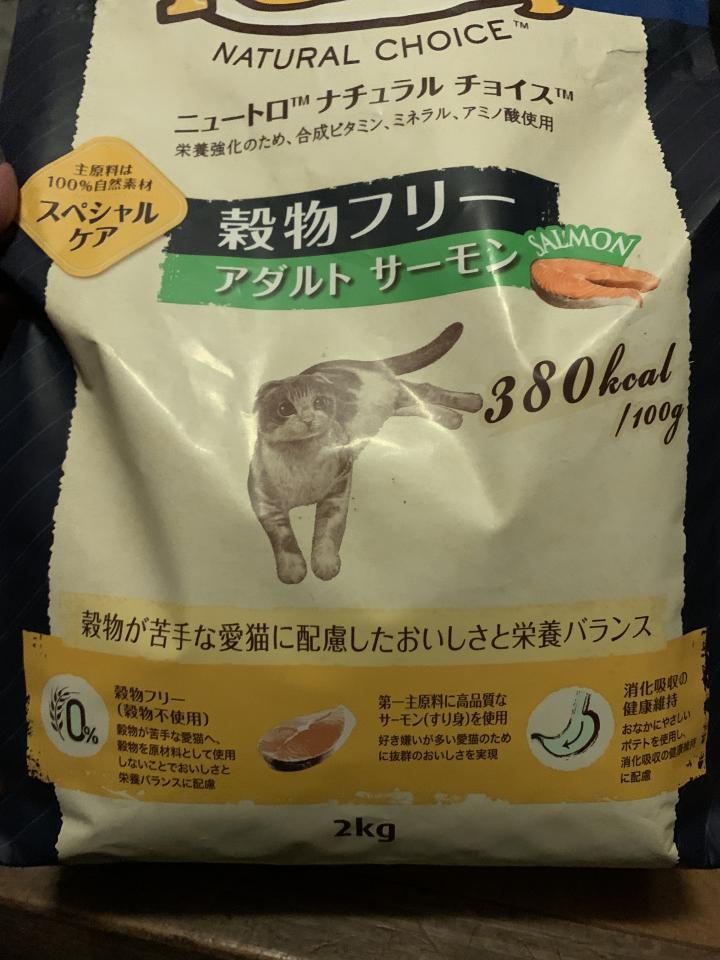 NATURAL CHOICE™
ニュートロ™ ナチュラル チョイス™
栄養強化のため、合成ビタミン、ミネラル、アミノ酸使用
主原料は
100%自然素材
スペシャル
ケア
穀物フリー
アダルト サーモン
SALMON
380kcal
/100g
穀物が苦手な愛猫に配慮したおいしさと栄養バランス
0%
穀物フリー
(穀物不使用)
穀物が苦手な愛猫へ、
穀物を原材料として使用
しないことでおいしさと
栄養バランスに配慮
第一主原料に高品質な
サーモン(すり身)を使用
好き嫌いが多い愛猫のため
に抜群のおいしさを実現
消化吸収の
健康維持
おなかにやさしい
ポテトを使用し、
消化吸収の健康維持
に配慮
2kg